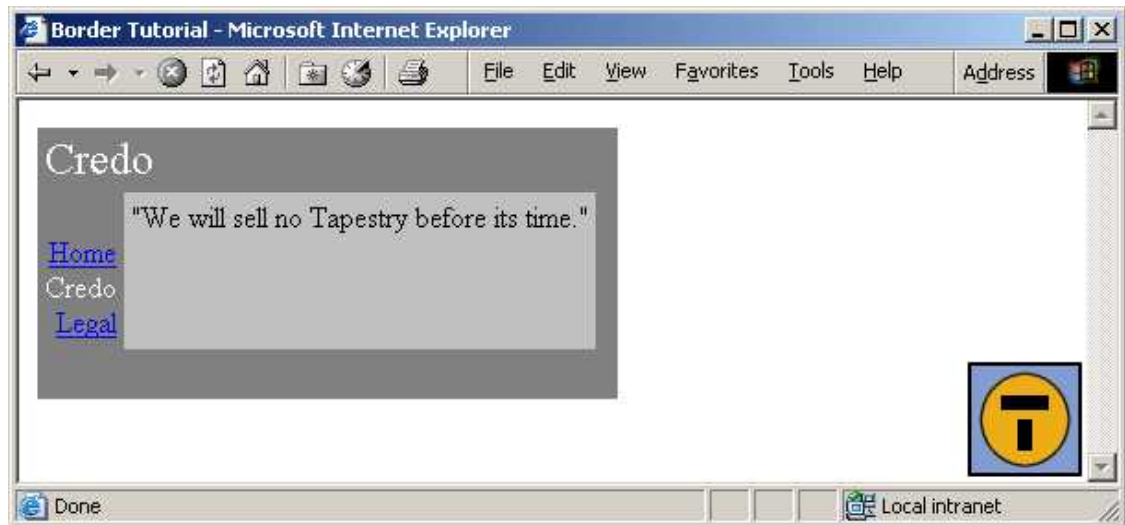 Border Tutorial - Microsoft Internet Explorer
File Edit View Favorites Tools Help Address
Credo
"We will sell no Tapestry before its time."
Home
Credo
Legal
T
Done Local intranet